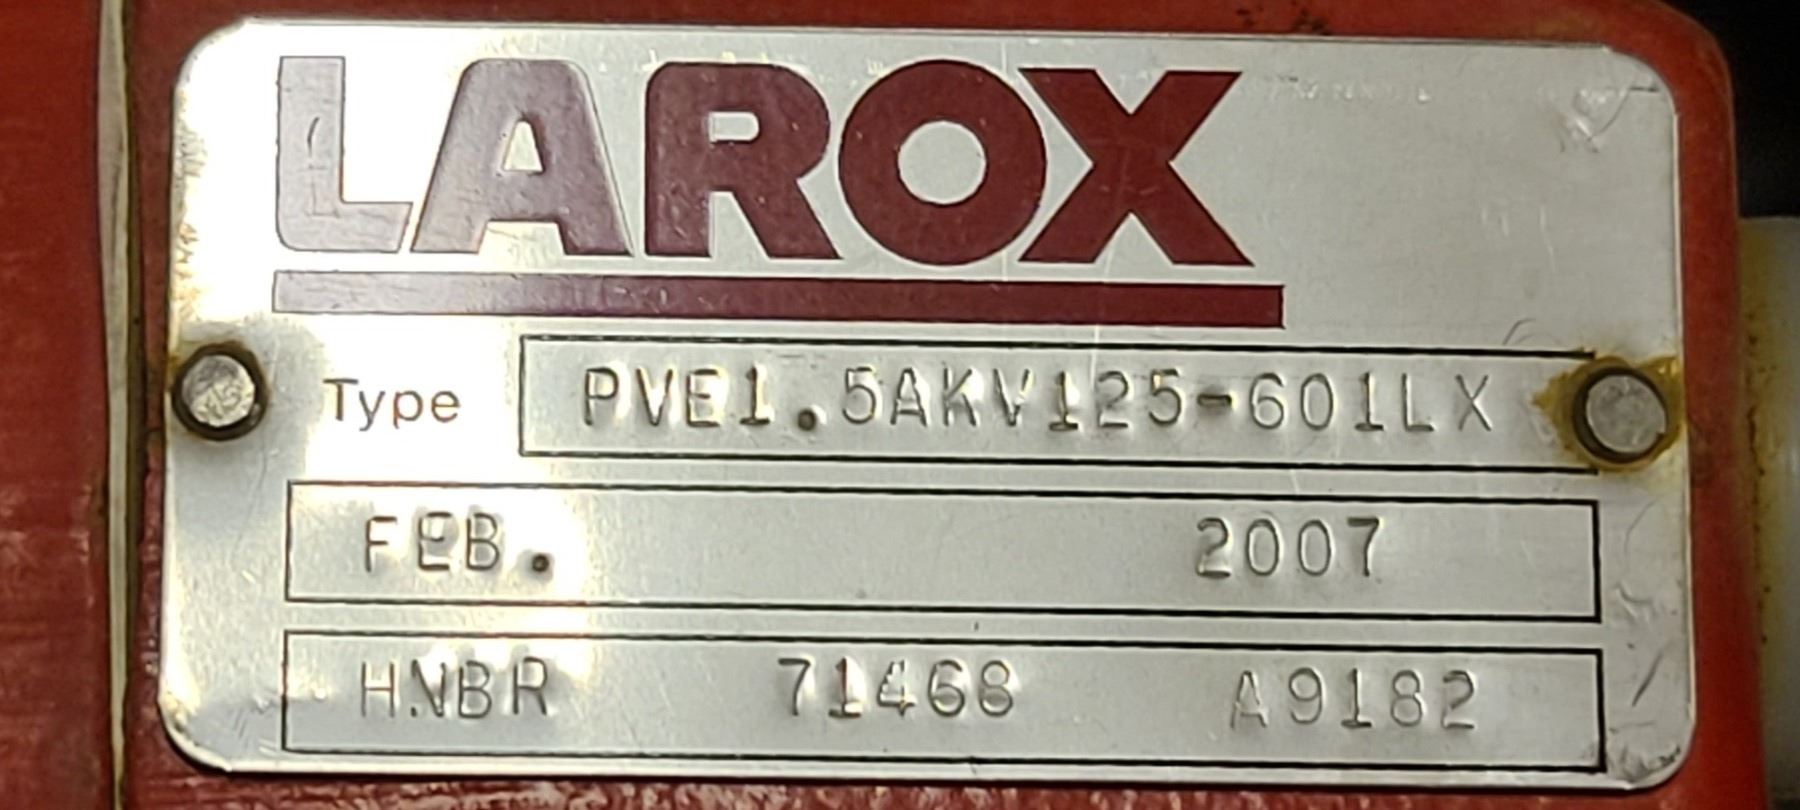 LAROX
Type PVE1.5AKV125-601LX
FEB. 2007
HNBR 71468 A9182